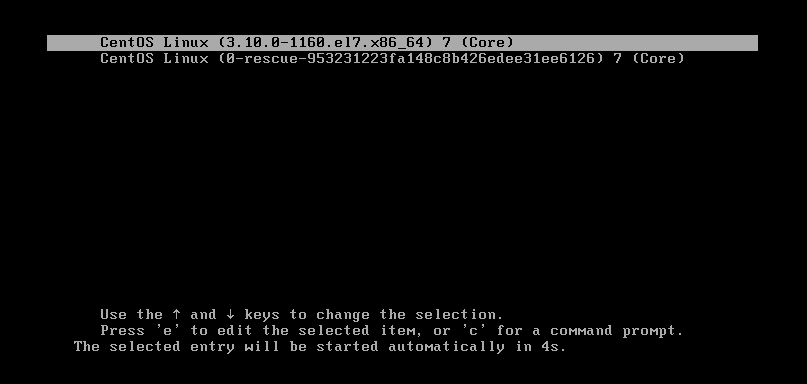 CentOS Linux (3.10.0-1160.el7.x86_64) 7 (Core)
CentOS Linux (0-rescue-953231223fa148c8b426edee31ee6126) 7 (Core)
Use the ↑ and ↓ keys to change the selection.
Press 'e' to edit the selected item, or 'c' for a command prompt.
The selected entry will be started automatically in 4s.